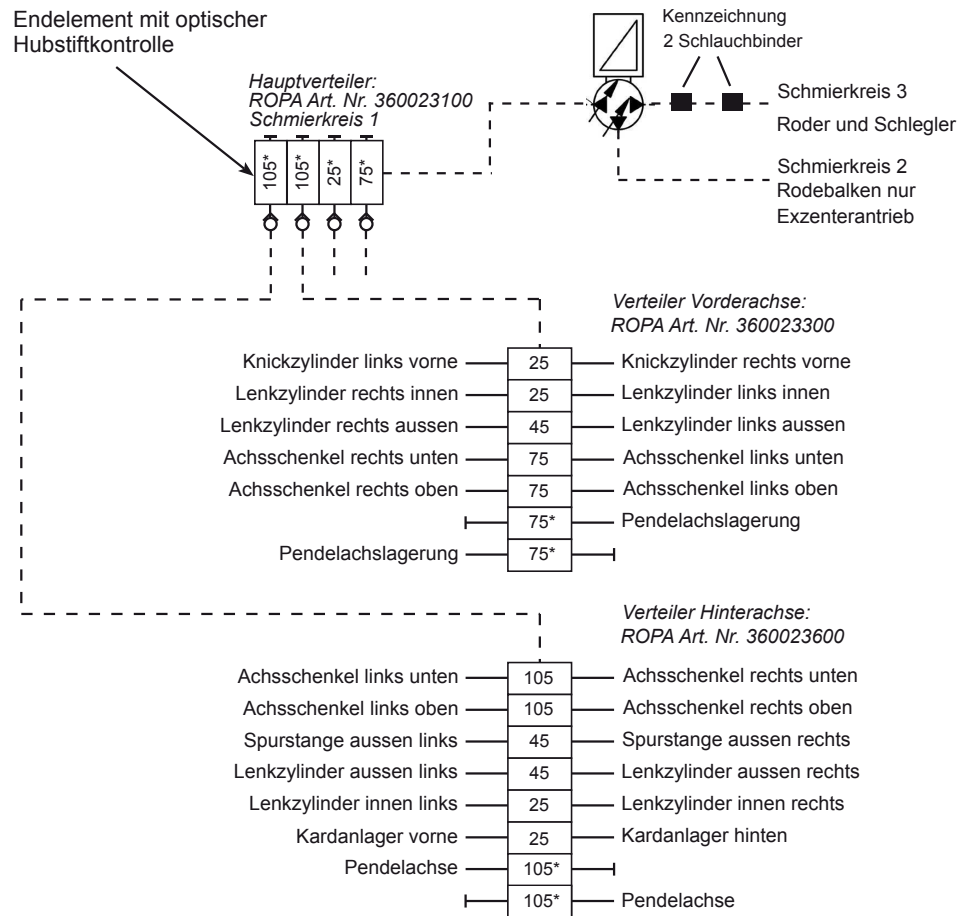 Endelement mit optischer
Hubstiftkontrolle
Kennzeichnung
2 Schlauchbinder
Hauptverteiler:
ROPA Art. Nr. 360023100
Schmierkreis 1
Schmierkreis 3
Roder und Schlegler
Schmierkreis 2
Rodebalken nur
Exzenterantrieb
105* 105* 25* 75*
Verteiler Vorderachse:
ROPA Art. Nr. 360023300
Knickzylinder links vorne 25 Knickzylinder rechts vorne
Lenkzylinder rechts innen 25 Lenkzylinder links innen
Lenkzylinder rechts aussen 45 Lenkzylinder links aussen
Achsschenkel rechts unten 75 Achsschenkel links unten
Achsschenkel rechts oben 75 Achsschenkel links oben
75* Pendelachslagerung
Pendelachslagerung 75*
Verteiler Hinterachse:
ROPA Art. Nr. 360023600
Achsschenkel links unten 105 Achsschenkel rechts unten
Achsschenkel links oben 105 Achsschenkel rechts oben
Spurstange aussen links 45 Spurstange aussen rechts
Lenkzylinder aussen links 45 Lenkzylinder aussen rechts
Lenkzylinder innen links 25 Lenkzylinder innen rechts
Kardanlager vorne 25 Kardanlager hinten
Pendelachse 105*
105* Pendelachse